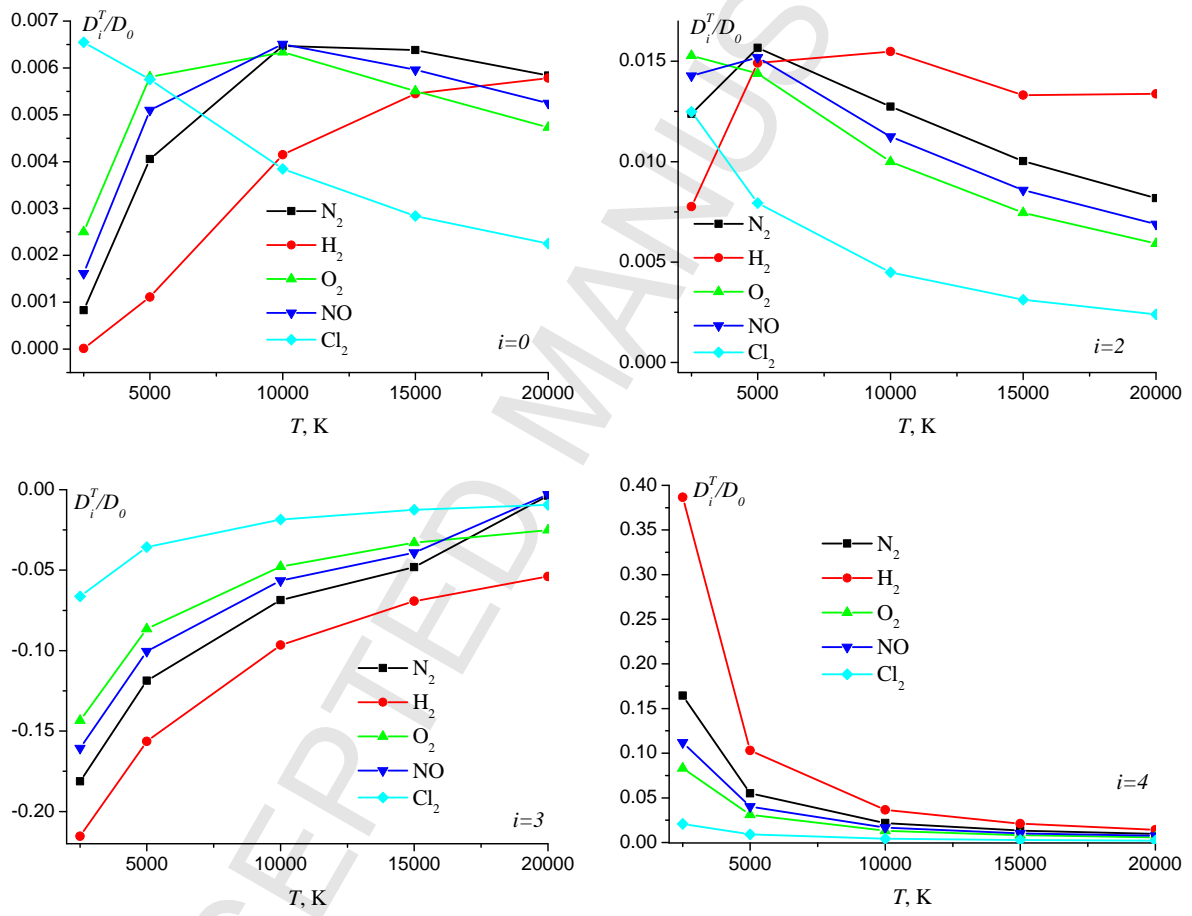 D_i^T/D_0
0.007
0.006
0.005
0.004
0.003
0.002
0.001
0.000
N2
H2
O2
NO
Cl2
i=0
5000 10000 15000 20000
T, K
D_i^T/D_0
0.015
0.010
0.005
0.000
N2
H2
O2
NO
Cl2
i=2
5000 10000 15000 20000
T, K
D_i^T/D_0
0.00
-0.05
-0.10
-0.15
-0.20
N2
H2
O2
NO
Cl2
i=3
5000 10000 15000 20000
T, K
D_i^T/D_0
0.40
0.35
0.30
0.25
0.20
0.15
0.10
0.05
0.00
N2
H2
O2
NO
Cl2
i=4
5000 10000 15000 20000
T, K
CEPTED MANUS